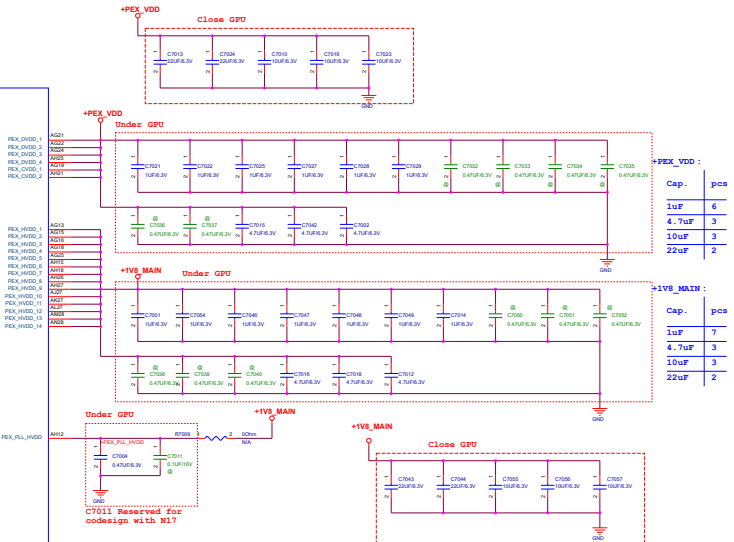 +PEX_VDD
Close GPU
C7013 22UF/6.3V
C7024 22UF/6.3V
C7010 10UF/6.3V
C7019 10UF/6.3V
C7023 10UF/6.3V
GND
+PEX_VDD
Under GPU
PEX_DVDD_1 AG21
PEX_DVDD_2 AG22
PEX_DVDD_3 AG24
PEX_DVDD_4 AH25
PEX_CVDD_1 AG19
PEX_CVDD_2 AH21
C7021 1UF/6.3V
C7022 1UF/6.3V
C7025 1UF/6.3V
C7027 1UF/6.3V
C7028 1UF/6.3V
C7029 1UF/6.3V
C7032 0.47UF/6.3V @
C7033 0.47UF/6.3V @
C7034 0.47UF/6.3V @
C7035 0.47UF/6.3V @
+PEX_VDD :
Cap. pcs
1uF 6
4.7uF 3
10uF 3
22uF 2
@ C7036 0.47UF/6.3V
@ C7037 0.47UF/6.3V
C7015 4.7UF/6.3V
C7042 4.7UF/6.3V
C7002 4.7UF/6.3V
GND
PEX_HVDD_1 AG13
PEX_HVDD_2 AG15
PEX_HVDD_3 AG16
PEX_HVDD_4 AG18
PEX_HVDD_5 AG25
PEX_HVDD_6 AH15
PEX_HVDD_7 AH18
PEX_HVDD_8 AH26
PEX_HVDD_9 AH27
PEX_HVDD_10 AJ27
PEX_HVDD_11 AK27
PEX_HVDD_12 AL27
PEX_HVDD_13 AM28
PEX_HVDD_14 AN28
+1V8_MAIN
Under GPU
C7001 1UF/6.3V
C7054 1UF/6.3V
C7046 1UF/6.3V
C7047 1UF/6.3V
C7048 1UF/6.3V
C7049 1UF/6.3V
C7014 1UF/6.3V
@ C7050 0.47UF/6.3V
@ C7051 0.47UF/6.3V
@ C7052 0.47UF/6.3V
+1V8_MAIN :
Cap. pcs
1uF 7
4.7uF 3
10uF 3
22uF 2
@ C7038 0.47UF/6.3V
@ C7039 0.47UF/6.3V
@ C7040 0.47UF/6.3V
C7016 4.7UF/6.3V
C7018 4.7UF/6.3V
C7012 4.7UF/6.3V
GND
Under GPU
+1V8_MAIN
PEX_PLL_HVDD AH12
+PEX_PLL_HVDD
R7009 1 2 0Ohm
N/A
C7004 0.47UF/6.3V
C7011 0.1UF/16V
@
GND
C7011 Reserved for
codesign with N17
+1V8_MAIN
Close GPU
C7043 22UF/6.3V
C7044 22UF/6.3V
C7055 10UF/6.3V
C7056 10UF/6.3V
C7057 10UF/6.3V
GND